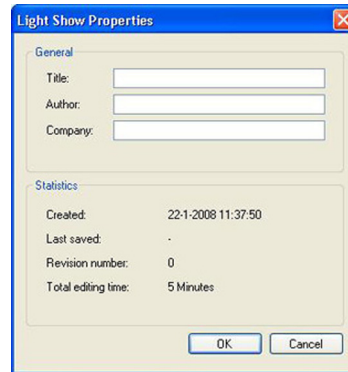 Light Show Properties
General
Title:
Author:
Company:
Statistics
Created: 22-1-2008 11:37:50
Last saved: -
Revision number: 0
Total editing time: 5 Minutes
OK Cancel